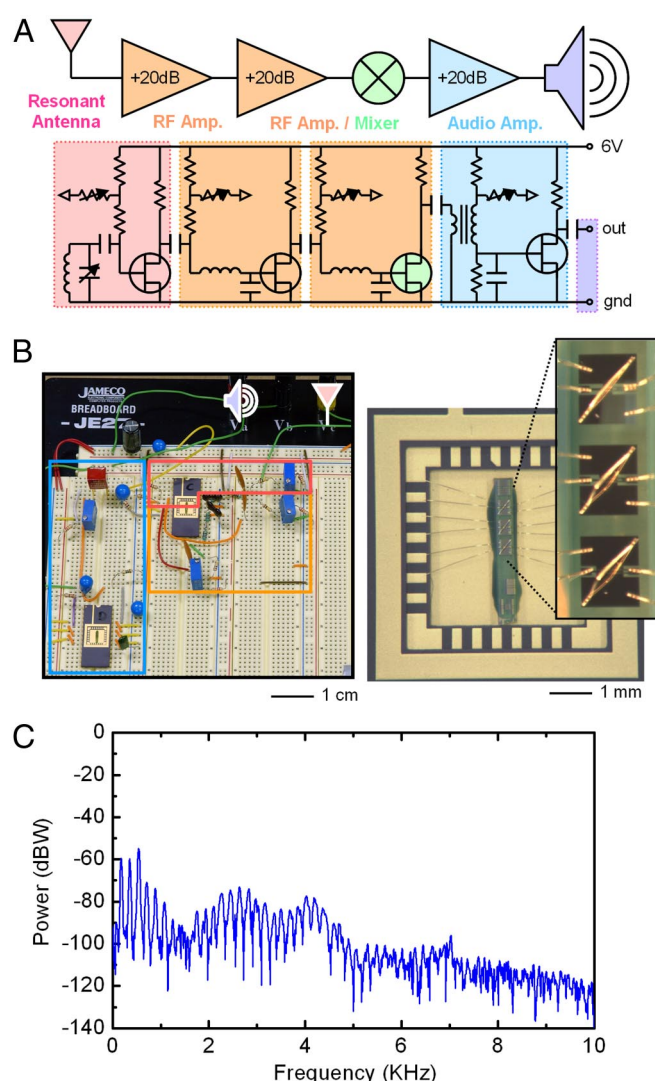 A
+20dB +20dB +20dB
Resonant
Antenna
RF Amp.
RF Amp. / Mixer
Audio Amp.
6V
out
gnd
B
JAMECO
BREADBOARD
-JE27
1 cm
1 mm
C
0
-20
-40
-60
-80
-100
-120
-140
Power (dBW)
0 2 4 6 8 10
Frequency (KHz)